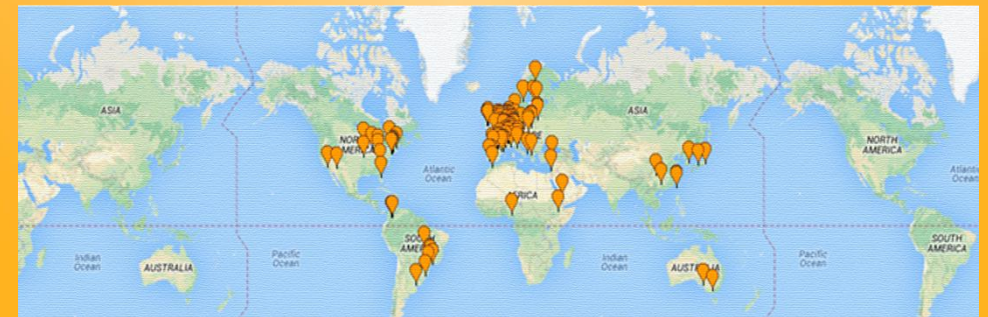 ASIA
NORTH
AMERICA
Atlantic
Ocean
AFRICA
SOUTH
AMERICA
Indian
Ocean
AUSTRALIA
Pacific
Ocean
ASIA
Indian
Ocean
AUSTRALIA
Pacific
Ocean
NORTH
AMERICA
Atlantic
Ocean
SOUTH
AMERICA